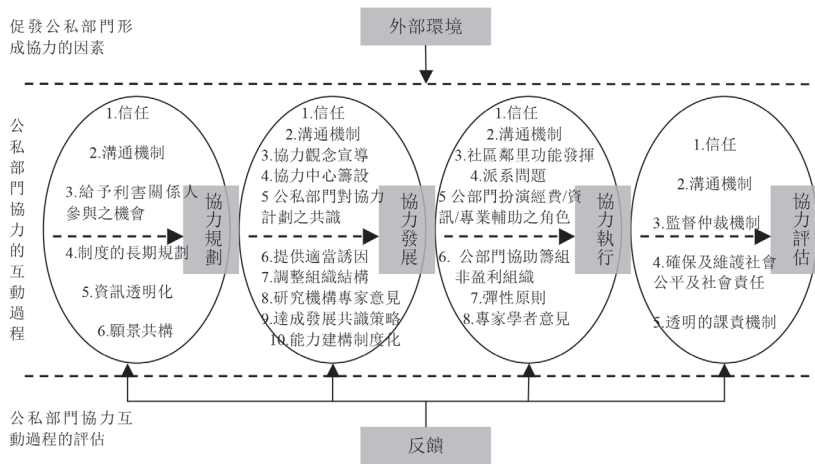 促發公私部門形
成協力的因素
外部環境
公私部門協力的互動過程
1.信任
2.溝通機制
3.給予利害關係人
參與之機會
4.制度的長期規劃
5.資訊透明化
6.願景共構
協力規劃
1.信任
2.溝通機制
3.協力觀念宣導
4.協力中心籌設
5 公私部門對協力
計劃之共識
6.提供適當誘因
7.調整組織結構
8.研究機構專家意見
9.達成發展共識策略
10.能力建構制度化
協力發展
1.信任
2.溝通機制
3.社區鄰里功能發揮
4.派系問題
5 公部門扮演經費/資
訊/專業輔助之角色
6. 公部門協助籌組
非盈利組織
7.彈性原則
8.專家學者意見
協力執行
1.信任
2.溝通機制
3.監督仲裁機制
4.確保及維護社會
公平及社會責任
5.透明的課責機制
協力評估
公私部門協力互
動過程的評估
反饋